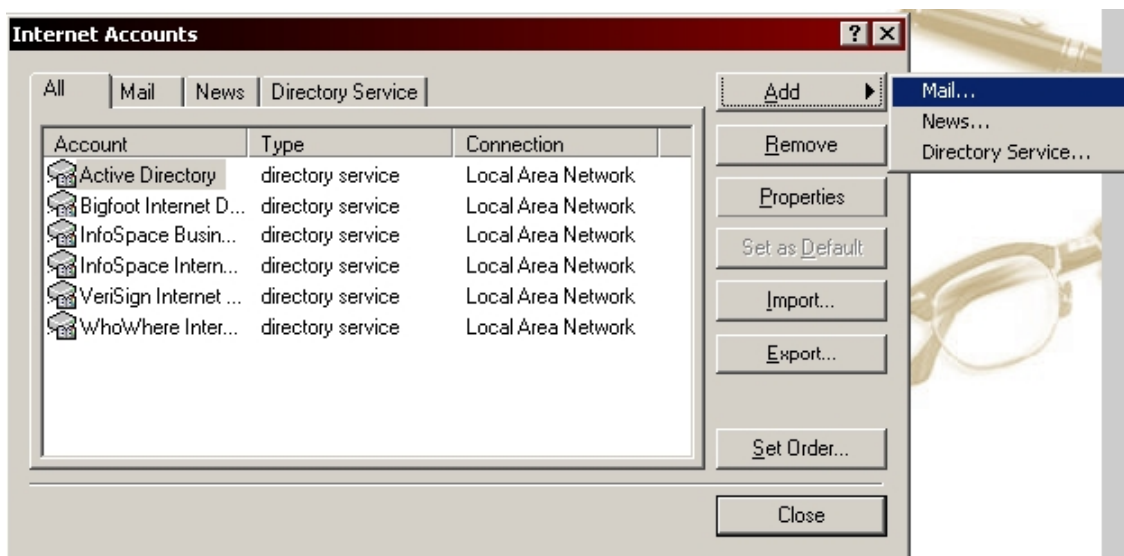 Internet Accounts
All Mail News Directory Service
Account Type Connection
Active Directory directory service Local Area Network
Bigfoot Internet D... directory service Local Area Network
InfoSpace Busin... directory service Local Area Network
InfoSpace Intern... directory service Local Area Network
VeriSign Internet ... directory service Local Area Network
WhoWhere Inter... directory service Local Area Network
Add
Remove
Properties
Set as Default
Import...
Export...
Set Order...
Close
Mail...
News...
Directory Service...